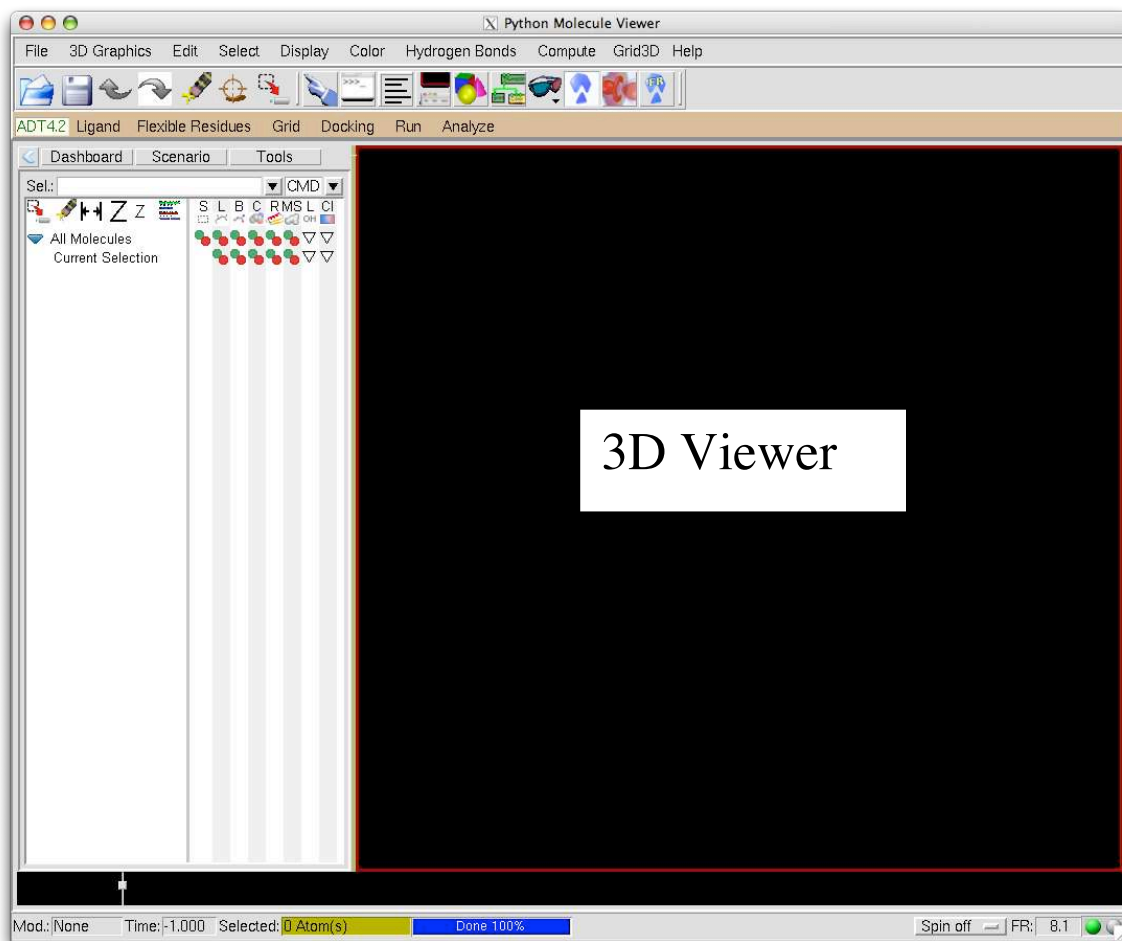 Python Molecule Viewer
File 3D Graphics Edit Select Display Color Hydrogen Bonds Compute Grid3D Help
>>>_
ADT4.2 Ligand Flexible Residues Grid Docking Run Analyze
Dashboard Scenario Tools
Sel.: CMD
Z Z S L B C R MS L Cl
OH
All Molecules
Current Selection
3D Viewer
Mod.: None Time: -1.000 Selected: 0 Atom(s) Done 100% Spin off FR: 8.1